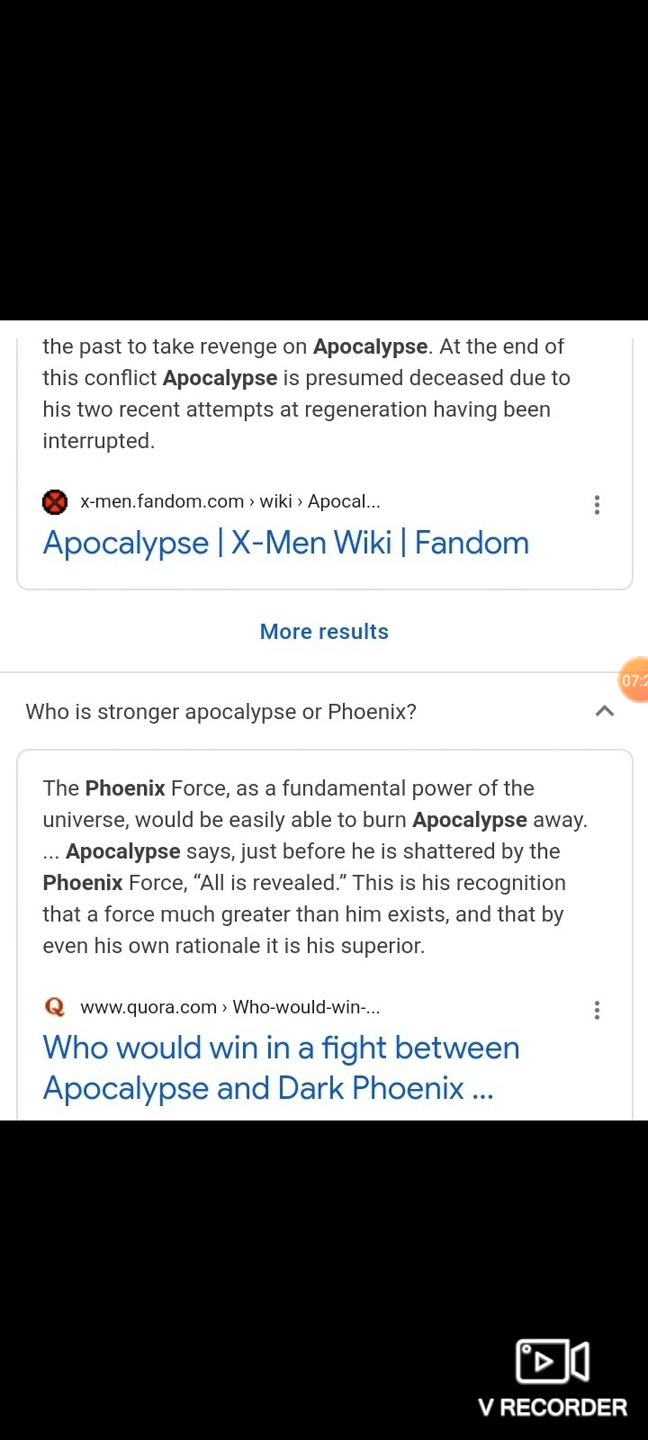 the past to take revenge on Apocalypse. At the end of
this conflict Apocalypse is presumed deceased due to
his two recent attempts at regeneration having been
interrupted.
x-men.fandom.com › wiki › Apocal...
Apocalypse | X-Men Wiki | Fandom
More results
07:2
Who is stronger apocalypse or Phoenix?
The Phoenix Force, as a fundamental power of the
universe, would be easily able to burn Apocalypse away.
... Apocalypse says, just before he is shattered by the
Phoenix Force, “All is revealed.” This is his recognition
that a force much greater than him exists, and that by
even his own rationale it is his superior.
Q www.quora.com › Who-would-win-...
Who would win in a fight between
Apocalypse and Dark Phoenix ...
V RECORDER